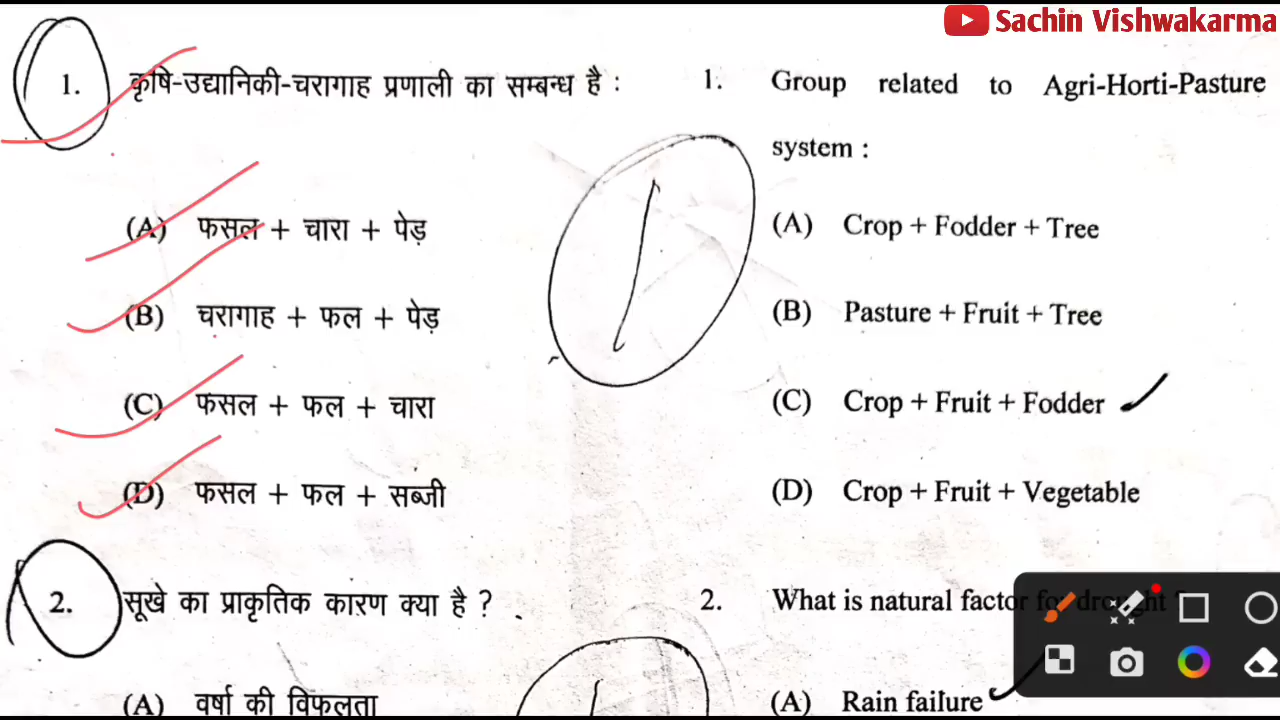 Sachin Vishwakarma
1. कृषि-उद्यानिकी-चरागाह प्रणाली का सम्बन्ध है :
(A) फसल + चारा + पेड़
(B) चरागाह + फल + पेड़
(C) फसल + फल + चारा
(D) फसल + फल + सब्जी
2. सूखे का प्राकृतिक कारण क्या है ?
(A) वर्षा की विफलता
1. Group related to Agri-Horti-Pasture
system :
(A) Crop + Fodder + Tree
(B) Pasture + Fruit + Tree
(C) Crop + Fruit + Fodder
(D) Crop + Fruit + Vegetable
2. What is natural factor for drought ?
(A) Rain failure